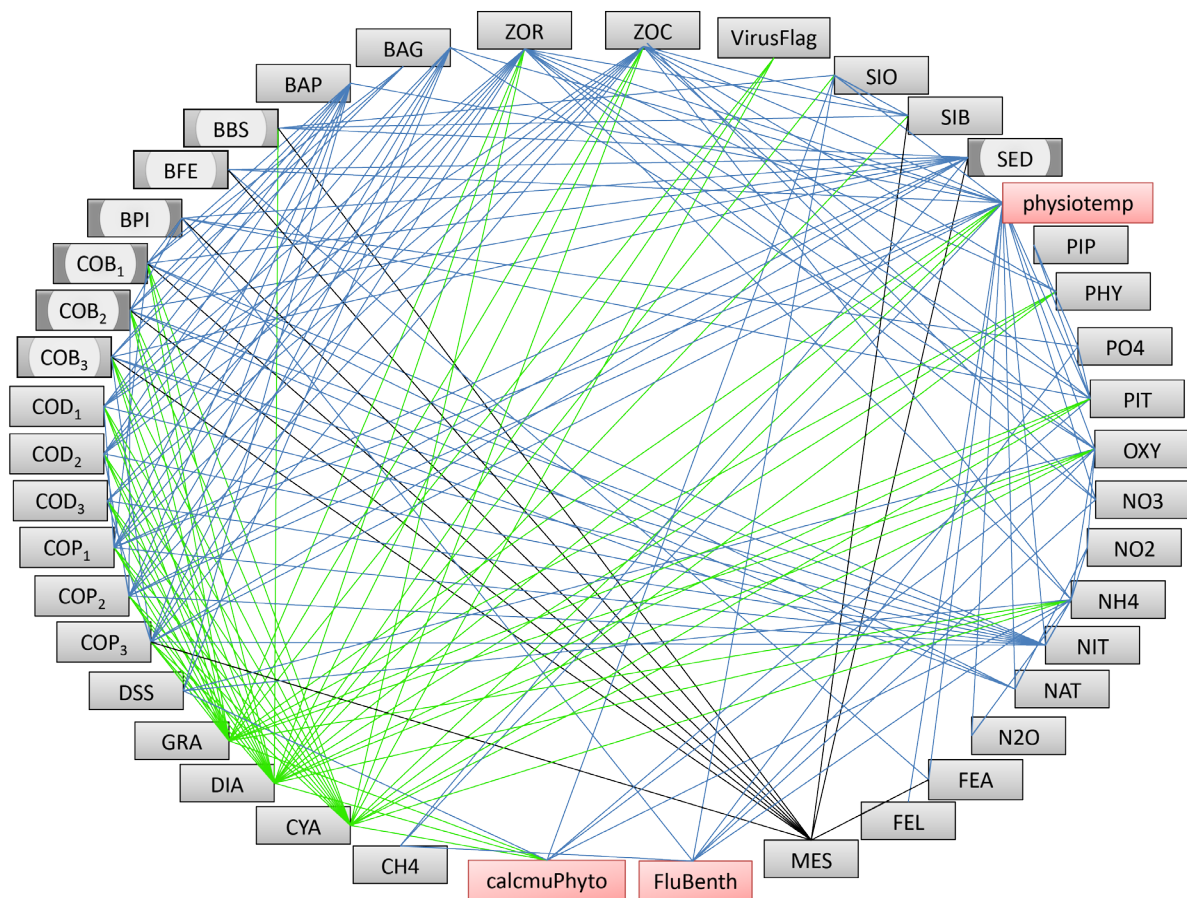 ZOR
ZOC
VirusFlag
BAG
SIO
BAP
SIB
BBS
SED
BFE
physiotemp
BPI
PIP
COB₁
PHY
COB₂
PO4
COB₃
PIT
COD₁
OXY
COD₂
NO3
COD₃
NO2
COP₁
NH4
COP₂
NIT
COP₃
NAT
DSS
N2O
GRA
FEA
DIA
FEL
CYA
MES
CH4
calcmuPhyto
FluBenth